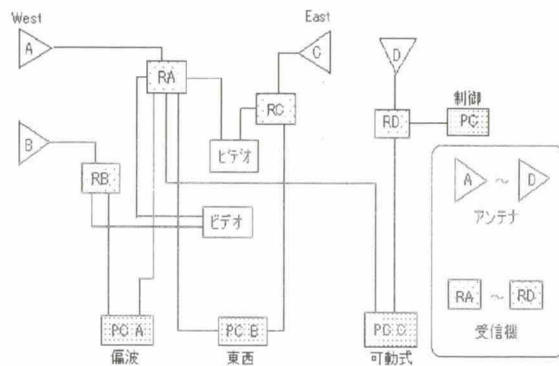 West
East
A
C
D
RA
制御
RC
RD
PC
B
ビデオ
RB
A ～ D
アンテナ
ビデオ
RA ～ RD
受信機
PC A
PC B
PC C
偏波
東西
可動式